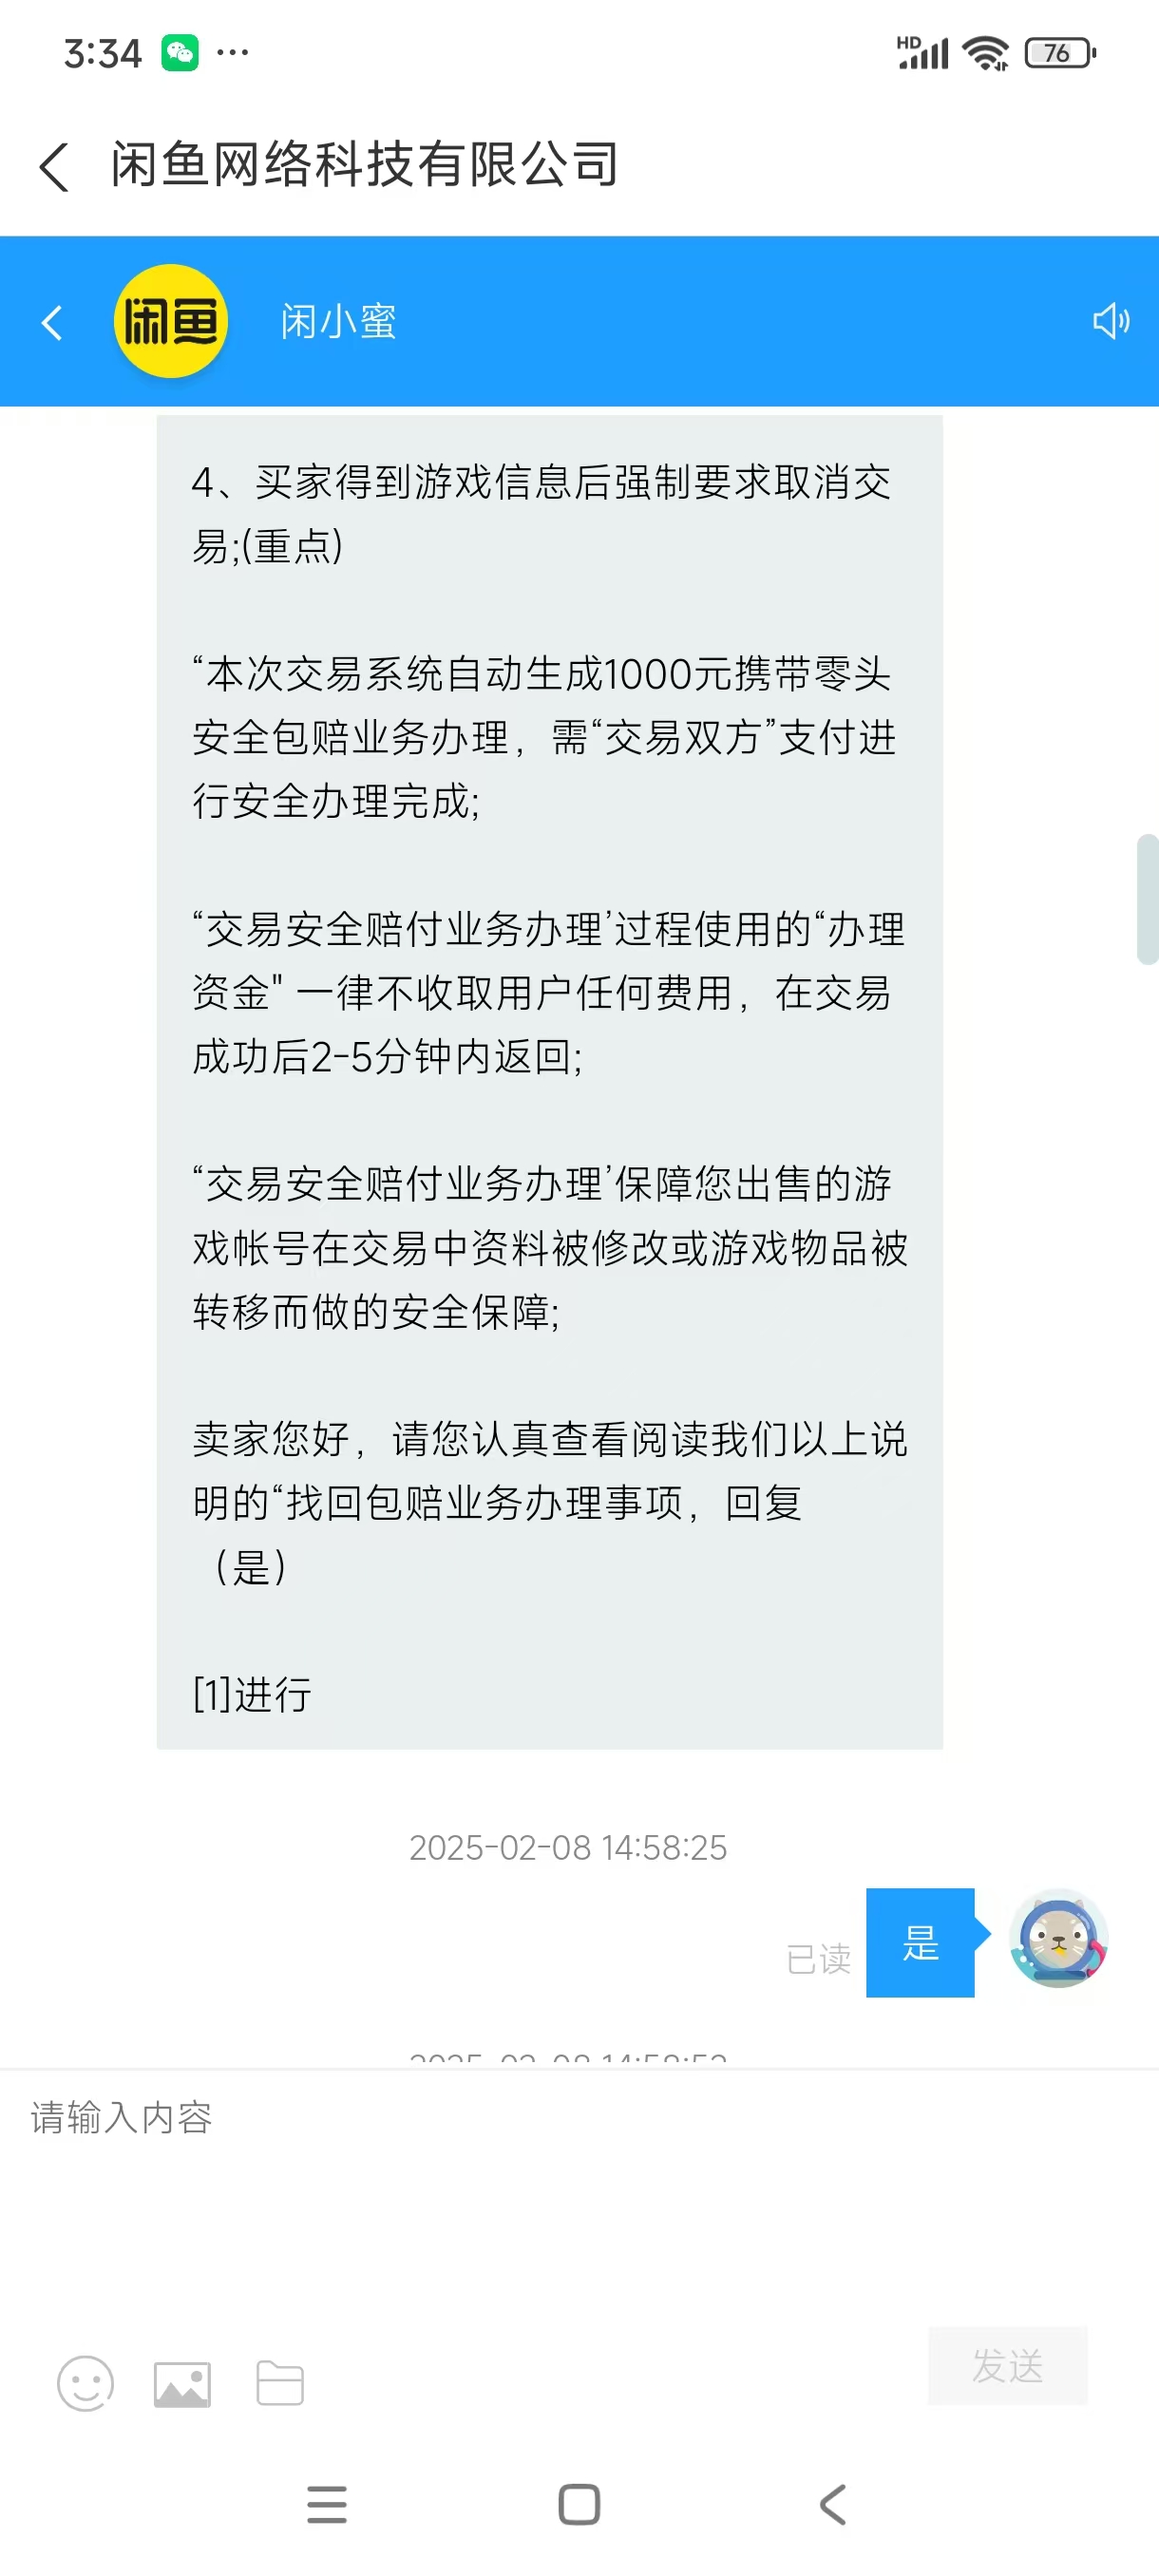 3:34
HD
76
闲鱼网络科技有限公司
闲鱼
闲小蜜
4、买家得到游戏信息后强制要求取消交
易;(重点)
“本次交易系统自动生成1000元携带零头
安全包赔业务办理，需“交易双方”支付进
行安全办理完成;
“交易安全赔付业务办理’过程使用的“办理
资金" 一律不收取用户任何费用，在交易
成功后2-5分钟内返回;
“交易安全赔付业务办理’保障您出售的游
戏帐号在交易中资料被修改或游戏物品被
转移而做的安全保障;
卖家您好，请您认真查看阅读我们以上说
明的“找回包赔业务办理事项，回复
（是）
[1]进行
2025-02-08 14:58:25
已读
是
2025-02-08 14:58:52
请输入内容
发送